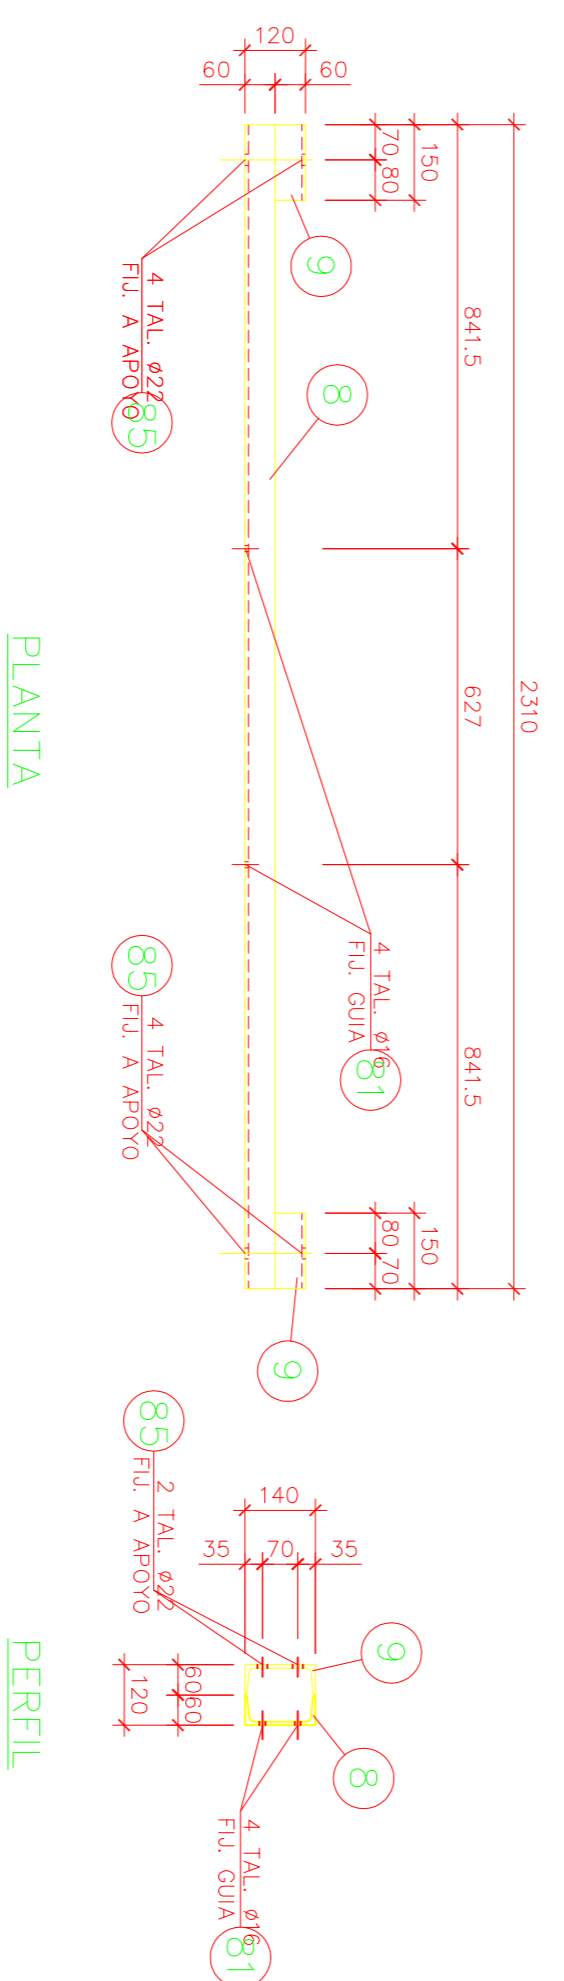 120
60
60
70
80
150
841.5
2310
627
841.5
80
70
150
9
8
4 TAL. Ø22
FIJ. A APOYO
85
4 TAL. Ø16
FIJ. GUIA
81
85
4 TAL. Ø22
FIJ. A APOYO
9
PLANTA
140
35
70
35
85
2 TAL. Ø22
FIJ. A APOYO
9
8
60
60
120
4 TAL. Ø16
FIJ. GUIA
81
PERFIL